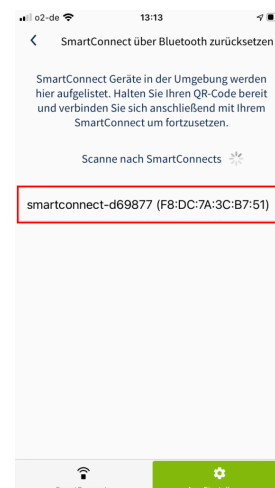 o2-de 13:13
SmartConnect über Bluetooth zurücksetzen
SmartConnect Geräte in der Umgebung werden
hier aufgelistet. Halten Sie Ihren QR-Code bereit
und verbinden Sie sich anschließend mit Ihrem
SmartConnect um fortzusetzen.
Scanne nach SmartConnects
smartconnect-d69877 (F8:DC:7A:3C:B7:51)